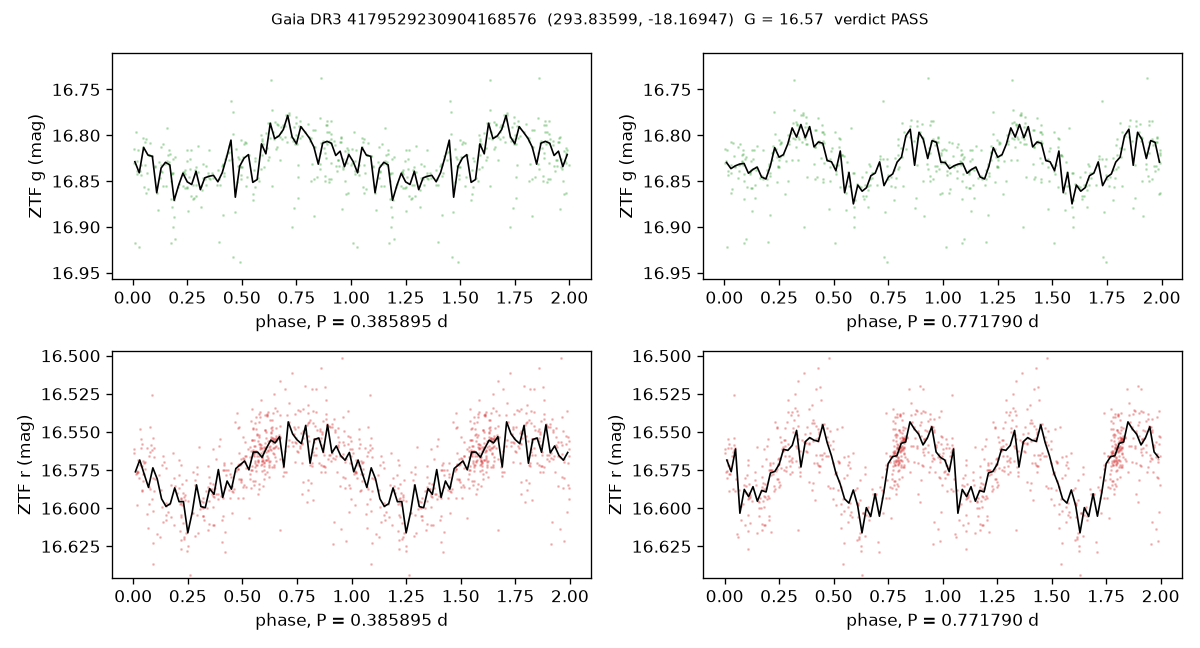 Gaia DR3 4179529230904168576 (293.83599, -18.16947) G = 16.57 verdict PASS
ZTF g (mag)
16.75
16.80
16.85
16.90
16.95
0.00 0.25 0.50 0.75 1.00 1.25 1.50 1.75 2.00
phase, P = 0.385895 d
ZTF g (mag)
16.75
16.80
16.85
16.90
16.95
0.00 0.25 0.50 0.75 1.00 1.25 1.50 1.75 2.00
phase, P = 0.771790 d
ZTF r (mag)
16.500
16.525
16.550
16.575
16.600
16.625
0.00 0.25 0.50 0.75 1.00 1.25 1.50 1.75 2.00
phase, P = 0.385895 d
ZTF r (mag)
16.500
16.525
16.550
16.575
16.600
16.625
0.00 0.25 0.50 0.75 1.00 1.25 1.50 1.75 2.00
phase, P = 0.771790 d